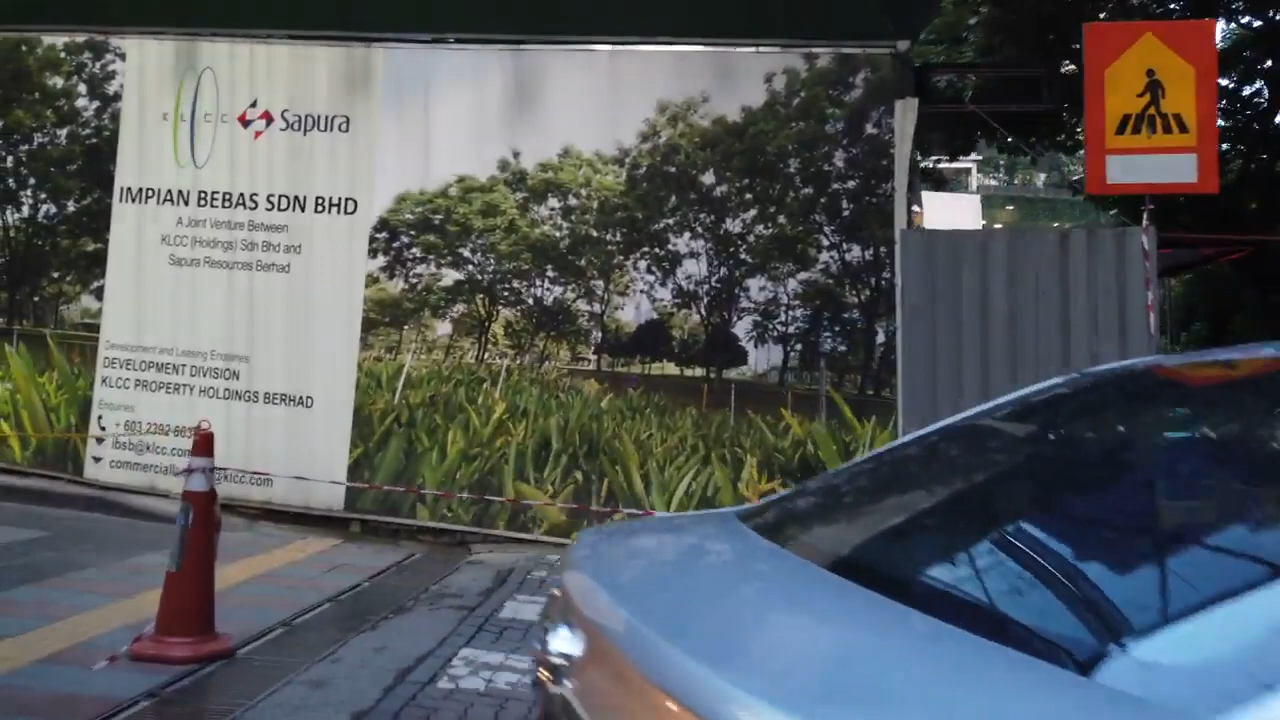 KLCC
Sapura
IMPIAN BEBAS SDN BHD
A Joint Venture Between
KLCC (Holdings) Sdn Bhd and
Sapura Resources Berhad
Development and Leasing Enquiries
DEVELOPMENT DIVISION
KLCC PROPERTY HOLDINGS BERHAD
Enquiries:
+ 603 2392
ibsb@klcc.com
@klcc.com